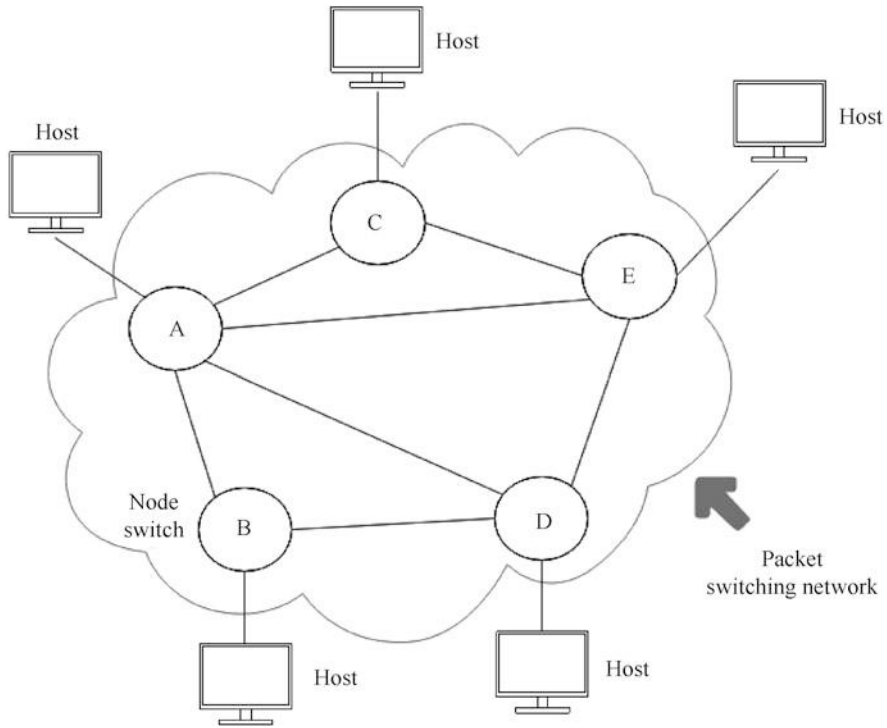 Host
Host
Host
C
E
A
Node
switch
B
D
Packet
switching network
Host
Host